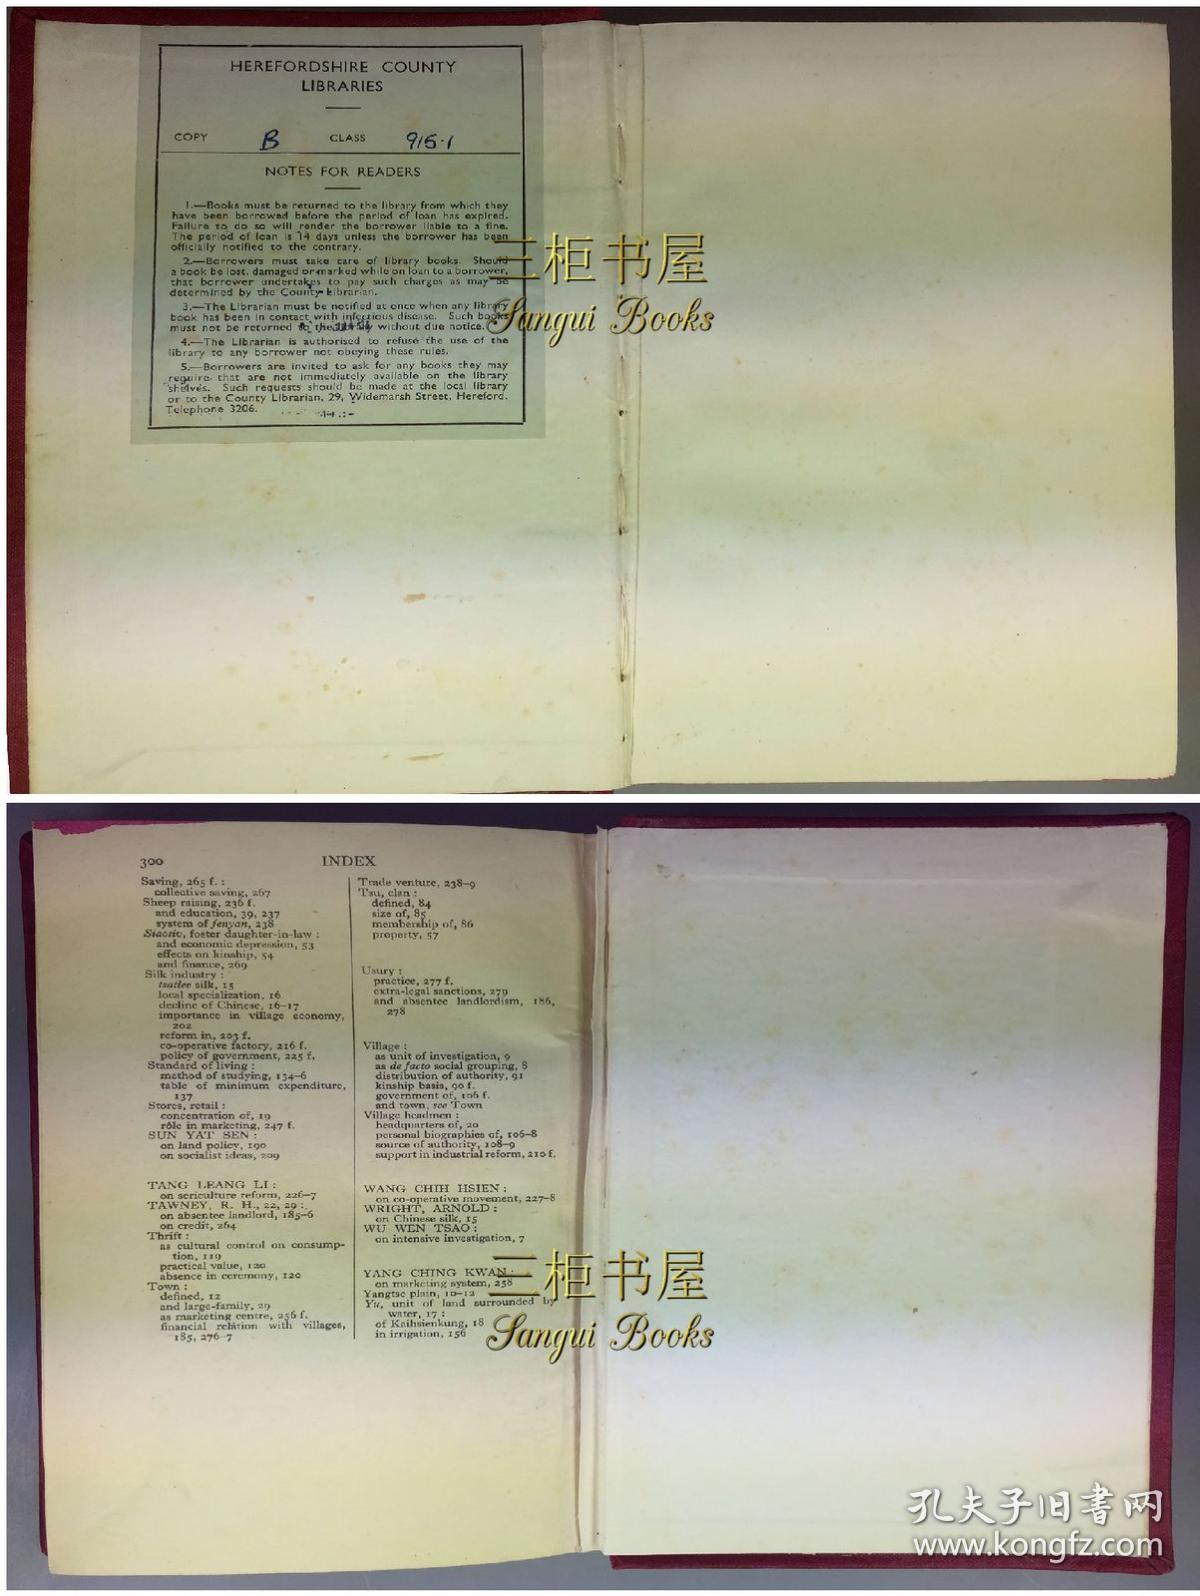 HEREFORDSHIRE COUNTY
LIBRARIES
COPY B CLASS 915.1
NOTES FOR READERS
1.—Books must be returned to the library from which they
have been borrowed before the period of loan has expired.
Failure to do so will render the borrower liable to a fine.
The period of loan is 14 days unless the borrower has been
officially notified to the contrary.
2.—Borrowers must take care of library books. Should
a book be lost, damaged or marked while on loan to a borrower,
that borrower undertakes to pay such charges as may be
determined by the County Librarian.
3.—The Librarian must be notified at once when any library
book has been in contact with infectious disease. Such books
must not be returned to the library without due notice.
4.—The Librarian is authorised to refuse the use of the
library to any borrower not obeying these rules.
5.—Borrowers are invited to ask for any books they may
require that are not immediately available on the library
shelves. Such requests should be made at the local library
or to the County Librarian, 29, Widemarsh Street, Hereford.
Telephone 3206.
三柜书屋
Sangui Books
300 INDEX
Saving, 265 f. :
collective saving, 267
Sheep raising, 236 f.
and education, 39, 237
system of fenyan, 238
Siaosiv, foster daughter-in-law :
and economic depression, 53
effects on kinship, 54
and finance, 269
Silk industry :
tsatlee silk, 15
local specialization, 16
decline of Chinese, 16–17
importance in village economy,
202
reform in, 203 f.
co-operative factory, 216 f.
policy of government, 225 f.
Standard of living :
method of studying, 134–6
table of minimum expenditure,
137
Stores, retail :
concentration of, 19
rôle in marketing, 247 f.
SUN YAT SEN :
on land policy, 190
on socialist ideas, 209
TANG LEANG LI :
on sericulture reform, 226–7
TAWNEY, R. H., 22, 29 :
on absentee landlord, 185–6
on credit, 264
Thrift :
as cultural control on consump-
tion, 119
practical value, 120
absence in ceremony, 120
Town :
defined, 12
and large-family, 29
as marketing centre, 256 f.
financial relation with villages,
185, 276–7
Trade venture, 238–9
Tsu, clan :
defined, 84
size of, 85
membership of, 86
property, 57
Usury :
practice, 277 f.
extra-legal sanctions, 279
and absentee landlordism, 186,
278
Village :
as unit of investigation, 9
as de facto social grouping, 8
distribution of authority, 91
kinship basis, 90 f.
government of, 106 f.
and town, see Town
Village headmen :
headquarters of, 20
personal biographies of, 106–8
source of authority, 108–9
support in industrial reform, 210 f.
WANG CHIH HSIEN :
on co-operative movement, 227–8
WRIGHT, ARNOLD :
on Chinese silk, 15
WU WEN TSAO :
on intensive investigation, 7
YANG CHING KWAN :
on marketing system, 258
Yangtse plain, 10–12
Yu, unit of land surrounded by
water, 17 :
of Kaihsienkung, 18
in irrigation, 156
三柜书屋
Sangui Books
孔夫子旧书网
www.kongfz.com